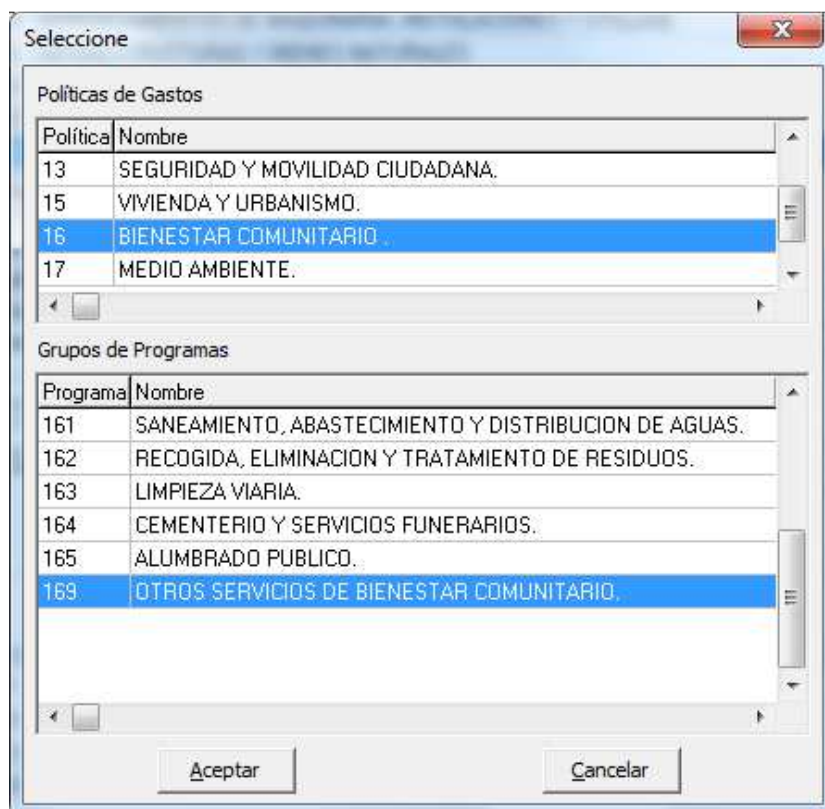 Seleccione
Políticas de Gastos
Política Nombre
13 SEGURIDAD Y MOVILIDAD CIUDADANA.
15 VIVIENDA Y URBANISMO.
16 BIENESTAR COMUNITARIO .
17 MEDIO AMBIENTE.
Grupos de Programas
Programa Nombre
161 SANEAMIENTO, ABASTECIMIENTO Y DISTRIBUCION DE AGUAS.
162 RECOGIDA, ELIMINACION Y TRATAMIENTO DE RESIDUOS.
163 LIMPIEZA VIARIA.
164 CEMENTERIO Y SERVICIOS FUNERARIOS.
165 ALUMBRADO PUBLICO.
169 OTROS SERVICIOS DE BIENESTAR COMUNITARIO.
Aceptar Cancelar